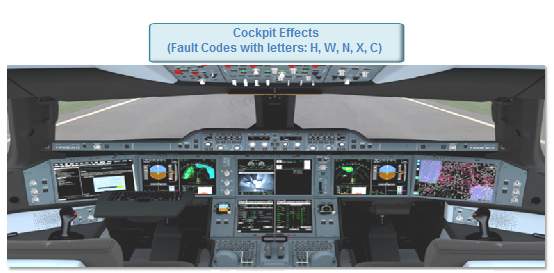 Cockpit Effects
(Fault Codes with letters: H, W, N, X, C)